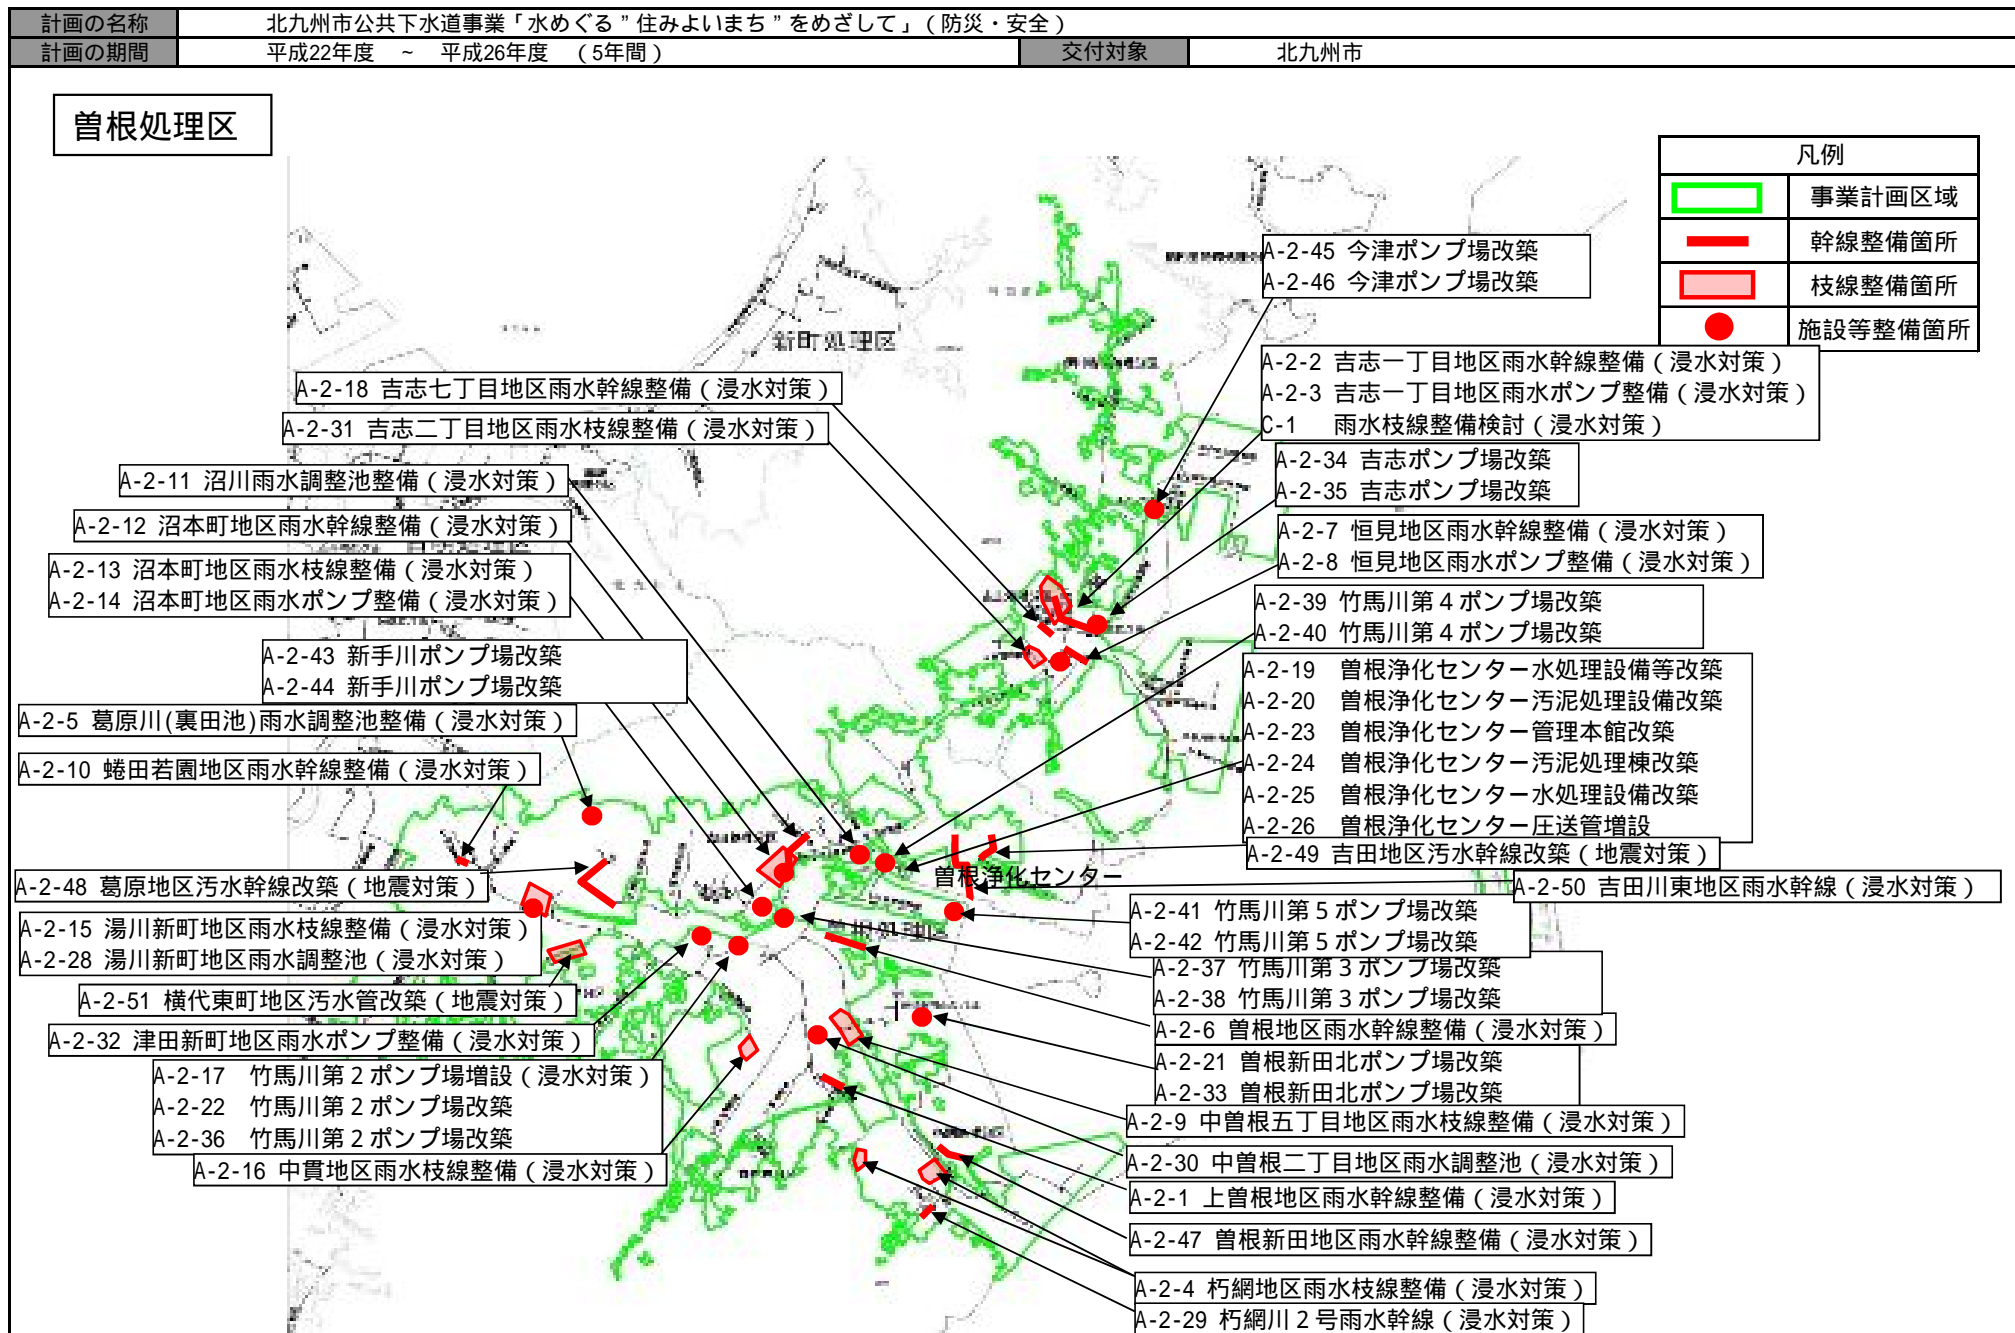 計画の名称 北九州市公共下水道事業「水めぐる”住みよいまち”をめざして」(防災・安全)
計画の期間 平成22年度 ~ 平成26年度 (5年間) 交付対象 北九州市
曽根処理区
凡例
事業計画区域
幹線整備箇所
枝線整備箇所
施設等整備箇所
新町処理区
A-2-45 今津ポンプ場改築
A-2-46 今津ポンプ場改築
A-2-2 吉志一丁目地区雨水幹線整備(浸水対策)
A-2-3 吉志一丁目地区雨水ポンプ整備(浸水対策)
C-1 雨水枝線整備検討(浸水対策)
A-2-18 吉志七丁目地区雨水幹線整備(浸水対策)
A-2-31 吉志二丁目地区雨水枝線整備(浸水対策)
A-2-34 吉志ポンプ場改築
A-2-35 吉志ポンプ場改築
A-2-11 沼川雨水調整池整備(浸水対策)
A-2-12 沼本町地区雨水幹線整備(浸水対策)
A-2-7 恒見地区雨水幹線整備(浸水対策)
A-2-8 恒見地区雨水ポンプ整備(浸水対策)
A-2-13 沼本町地区雨水枝線整備(浸水対策)
A-2-14 沼本町地区雨水ポンプ整備(浸水対策)
A-2-39 竹馬川第4ポンプ場改築
A-2-40 竹馬川第4ポンプ場改築
A-2-43 新手川ポンプ場改築
A-2-44 新手川ポンプ場改築
A-2-19 曽根浄化センター水処理設備等改築
A-2-20 曽根浄化センター汚泥処理設備改築
A-2-23 曽根浄化センター管理本館改築
A-2-24 曽根浄化センター汚泥処理棟改築
A-2-25 曽根浄化センター水処理設備改築
A-2-26 曽根浄化センター圧送管増設
A-2-5 葛原川(裏田池)雨水調整池整備(浸水対策)
A-2-10 蜷田若園地区雨水幹線整備(浸水対策)
A-2-49 吉田地区汚水幹線改築(地震対策)
曽根浄化センター
A-2-48 葛原地区汚水幹線改築(地震対策)
A-2-50 吉田川東地区雨水幹線(浸水対策)
A-2-15 湯川新町地区雨水枝線整備(浸水対策)
A-2-28 湯川新町地区雨水調整池(浸水対策)
A-2-41 竹馬川第5ポンプ場改築
A-2-42 竹馬川第5ポンプ場改築
曽根処理区
A-2-37 竹馬川第3ポンプ場改築
A-2-38 竹馬川第3ポンプ場改築
A-2-51 横代東町地区汚水管改築(地震対策)
A-2-32 津田新町地区雨水ポンプ整備(浸水対策)
A-2-6 曽根地区雨水幹線整備(浸水対策)
A-2-21 曽根新田北ポンプ場改築
A-2-33 曽根新田北ポンプ場改築
A-2-17 竹馬川第2ポンプ場増設(浸水対策)
A-2-22 竹馬川第2ポンプ場改築
A-2-36 竹馬川第2ポンプ場改築
A-2-9 中曽根五丁目地区雨水枝線整備(浸水対策)
A-2-16 中貫地区雨水枝線整備(浸水対策)
A-2-30 中曽根二丁目地区雨水調整池(浸水対策)
A-2-1 上曽根地区雨水幹線整備(浸水対策)
A-2-47 曽根新田地区雨水幹線整備(浸水対策)
A-2-4 朽網地区雨水枝線整備(浸水対策)
A-2-29 朽網川2号雨水幹線(浸水対策)